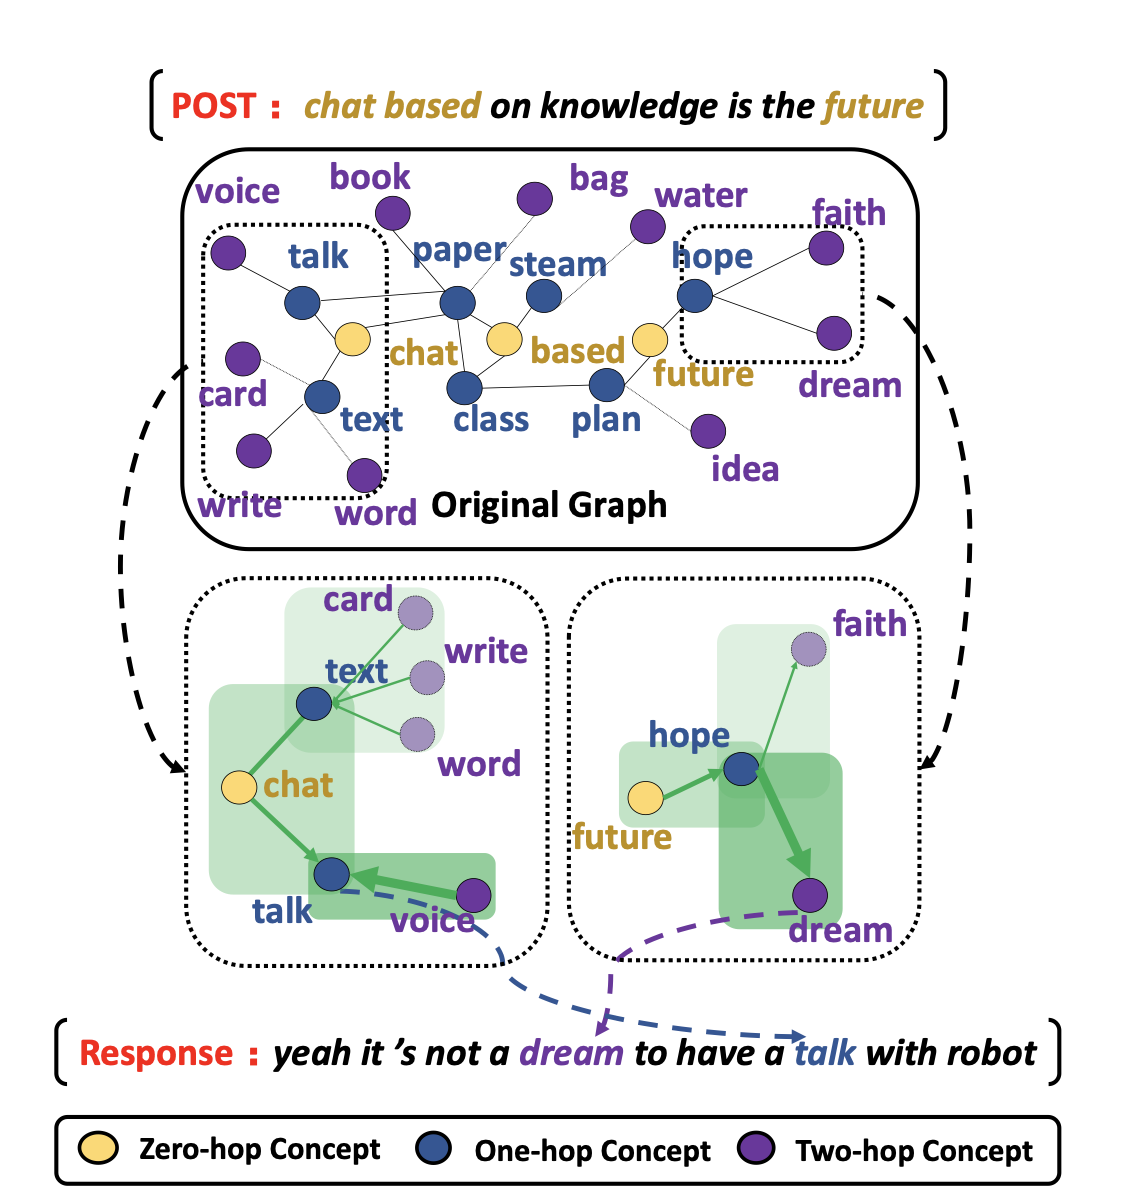 POST : chat based on knowledge is the future
voice
book
bag
water
faith
talk
paper
steam
hope
chat
based
future
card
text
class
plan
dream
write
word
Original Graph
idea
card
write
text
word
chat
talk
voice
faith
hope
future
dream
Response : yeah it 's not a dream to have a talk with robot
Zero-hop Concept
One-hop Concept
Two-hop Concept